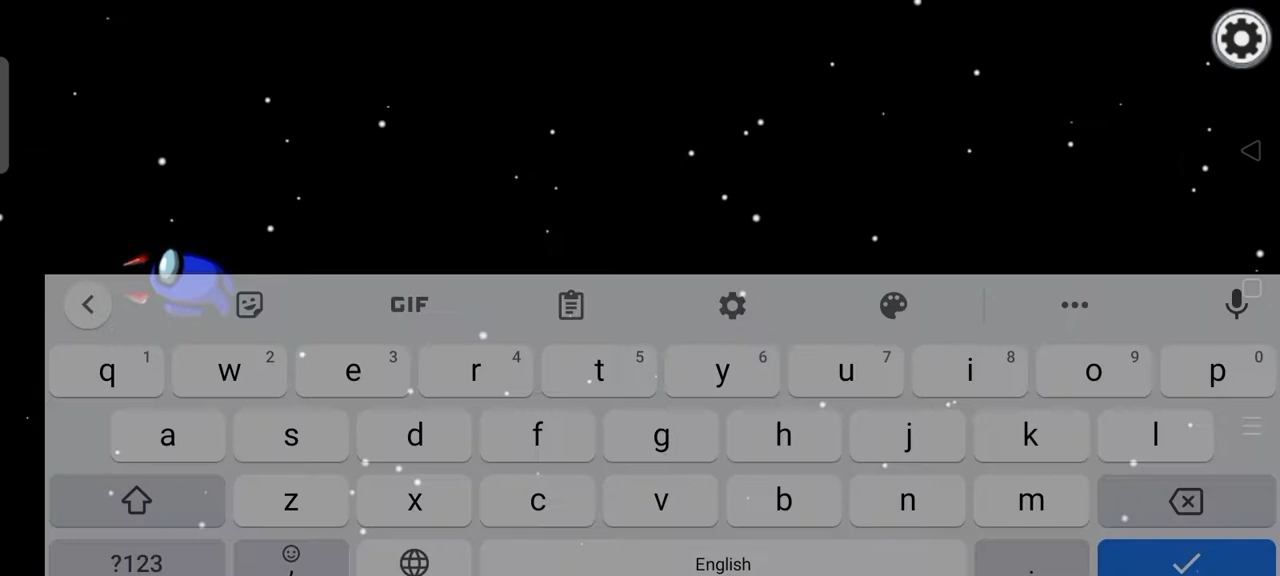 GIF
q 1 w 2 e 3 r 4 t 5 y 6 u 7 i 8 o 9 p 0
a s d f g h j k l
z x c v b n m
?123 , English .